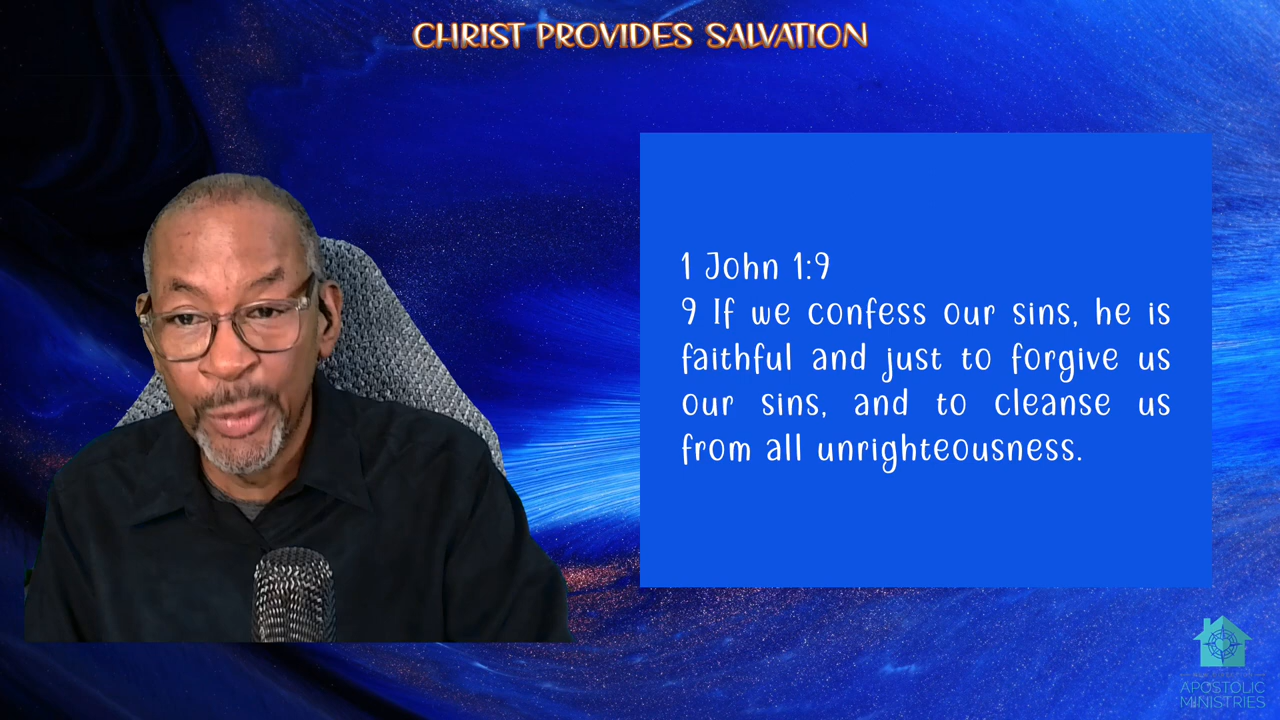 CHRIST PROVIDES SALVATION
1 John 1:9
9 If we confess our sins, he is
faithful and just to forgive us
our sins, and to cleanse us
from all unrighteousness.
APOSTOLIC
MINISTRIES